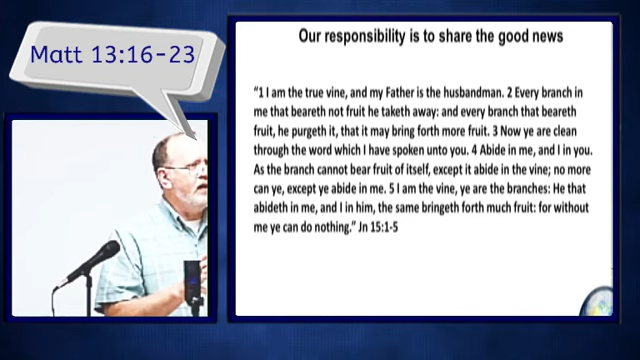 Matt 13:16-23
Our responsibility is to share the good news
“1 I am the true vine, and my Father is the husbandman. 2 Every branch in
me that beareth not fruit he taketh away: and every branch that beareth
fruit, he purgeth it, that it may bring forth more fruit. 3 Now ye are clean
through the word which I have spoken unto you. 4 Abide in me, and I in you.
As the branch cannot bear fruit of itself, except it abide in the vine; no more
can ye, except ye abide in me. 5 I am the vine, ye are the branches: He that
abideth in me, and I in him, the same bringeth forth much fruit: for without
me ye can do nothing.” Jn 15:1-5